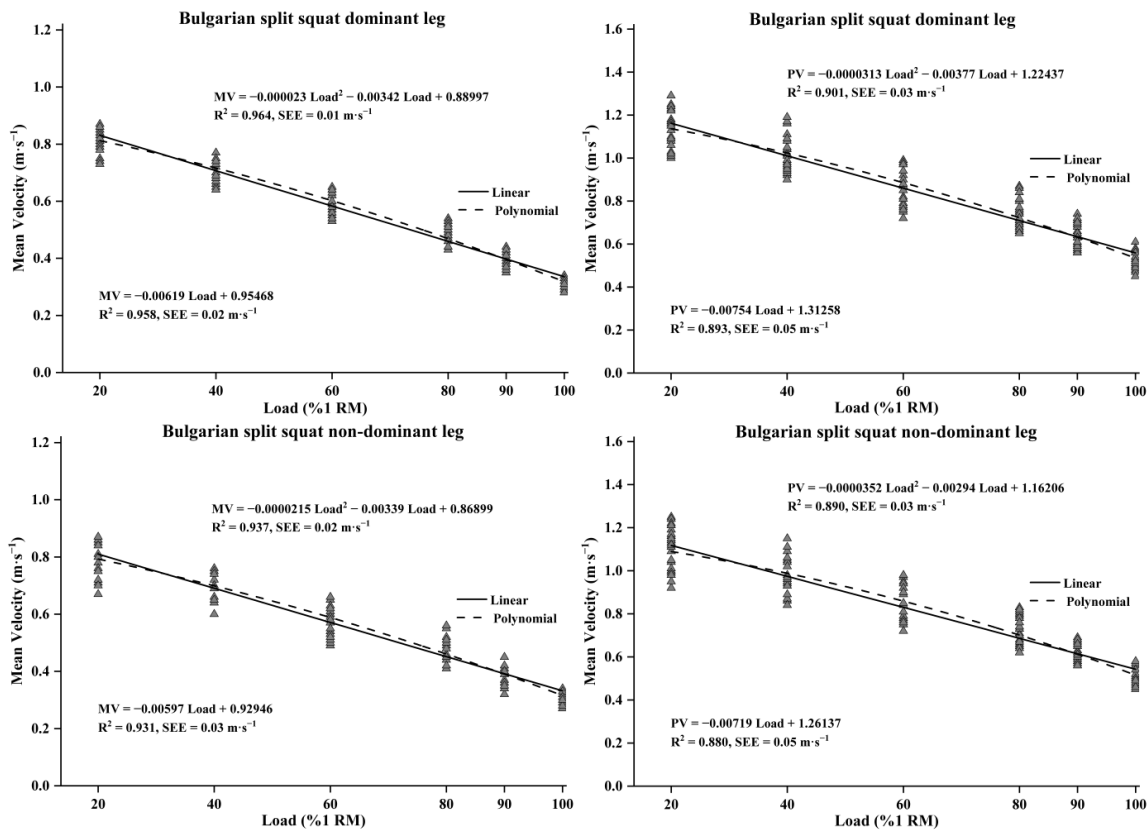 Bulgarian split squat dominant leg
1.2
1.0
0.8
0.6
0.4
0.2
0.0
Mean Velocity (m·s⁻¹)
MV = −0.000023 Load² − 0.00342 Load + 0.88997
R² = 0.964, SEE = 0.01 m·s⁻¹
Linear
Polynomial
MV = −0.00619 Load + 0.95468
R² = 0.958, SEE = 0.02 m·s⁻¹
20 40 60 80 90 100
Load (%1 RM)
Bulgarian split squat dominant leg
1.6
1.4
1.2
1.0
0.8
0.6
0.4
0.2
0.0
Mean Velocity (m·s⁻¹)
PV = −0.0000313 Load² − 0.00377 Load + 1.22437
R² = 0.901, SEE = 0.03 m·s⁻¹
Linear
Polynomial
PV = −0.00754 Load + 1.31258
R² = 0.893, SEE = 0.05 m·s⁻¹
20 40 60 80 90 100
Load (%1 RM)
Bulgarian split squat non-dominant leg
1.2
1.0
0.8
0.6
0.4
0.2
0.0
Mean Velocity (m·s⁻¹)
MV = −0.0000215 Load² − 0.00339 Load + 0.86899
R² = 0.937, SEE = 0.02 m·s⁻¹
Linear
Polynomial
MV = −0.00597 Load + 0.92946
R² = 0.931, SEE = 0.03 m·s⁻¹
20 40 60 80 90 100
Load (%1 RM)
Bulgarian split squat non-dominant leg
1.6
1.4
1.2
1.0
0.8
0.6
0.4
0.2
0.0
Mean Velocity (m·s⁻¹)
PV = −0.0000352 Load² − 0.00294 Load + 1.16206
R² = 0.890, SEE = 0.03 m·s⁻¹
Linear
Polynomial
PV = −0.00719 Load + 1.26137
R² = 0.880, SEE = 0.05 m·s⁻¹
20 40 60 80 90 100
Load (%1 RM)